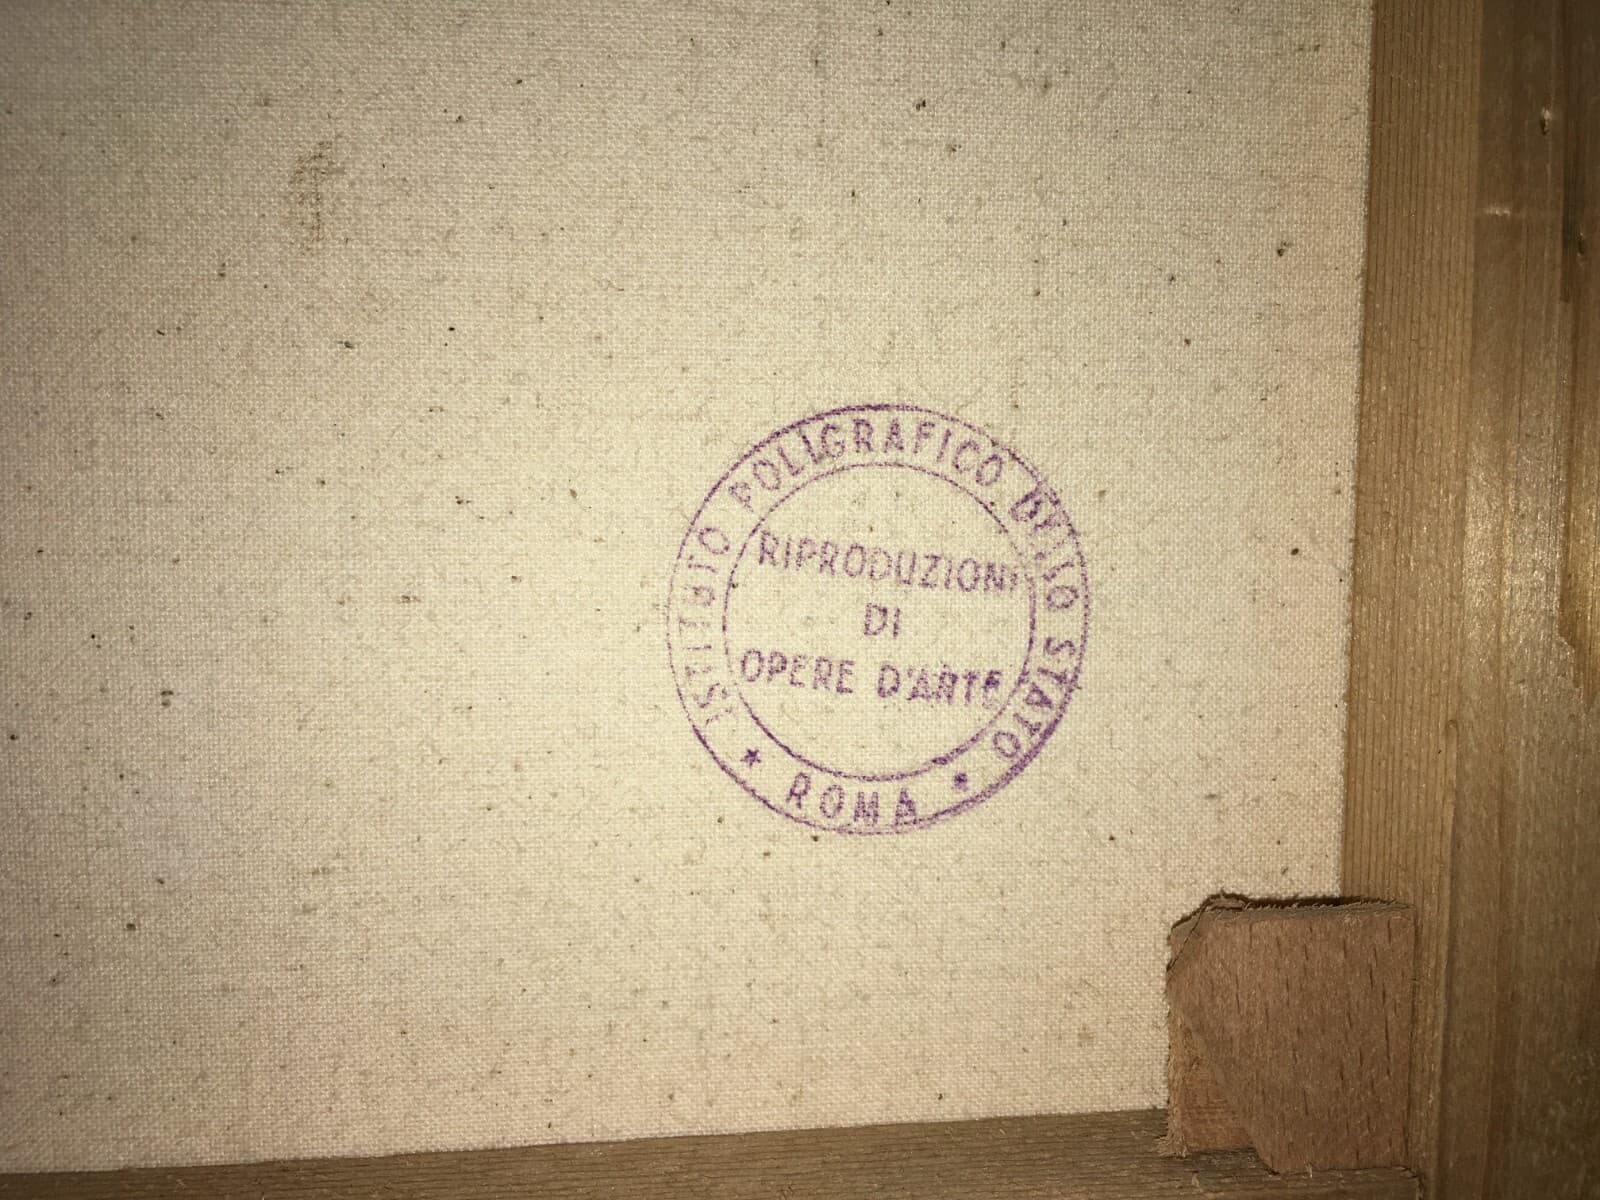 ISTITUTO POLIGRAFICO DELLO STATO
RIPRODUZIONI
DI
OPERE D'ARTE
* ROMA *